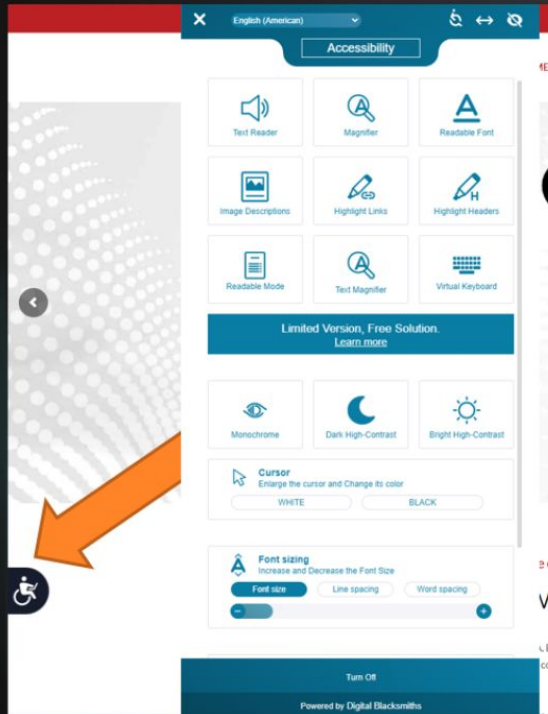 English (American)
Accessibility
Text Reader
Magnifier
Readable Font
Image Descriptions
Highlight Links
Highlight Headers
Readable Mode
Text Magnifier
Virtual Keyboard
Limited Version, Free Solution.
Learn more
Monochrome
Dark High-Contrast
Bright High-Contrast
Cursor
Enlarge the cursor and Change its color
WHITE
BLACK
Font sizing
Increase and Decrease the Font Size
Font size
Line spacing
Word spacing
Turn Off
Powered by Digital Blacksmiths